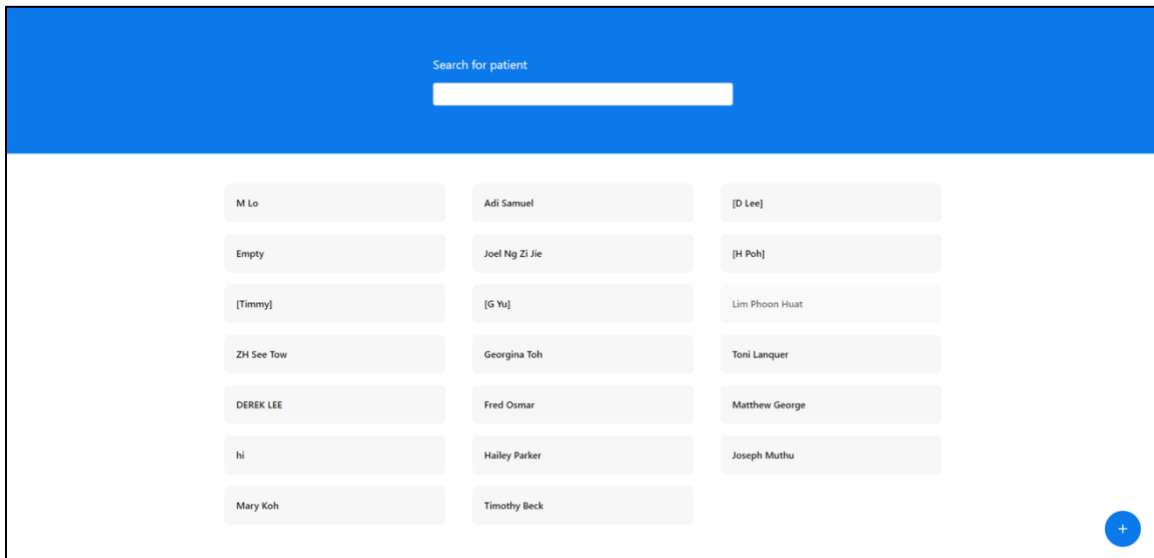 Search for patient
M Lo
Adi Samuel
[D Lee]
Empty
Joel Ng Zi Jie
[H Poh]
[Timmy]
[G Yu]
Lim Phoon Huat
ZH See Tow
Georgina Toh
Toni Lanquer
DEREK LEE
Fred Osmar
Matthew George
hi
Hailey Parker
Joseph Muthu
Mary Koh
Timothy Beck
+